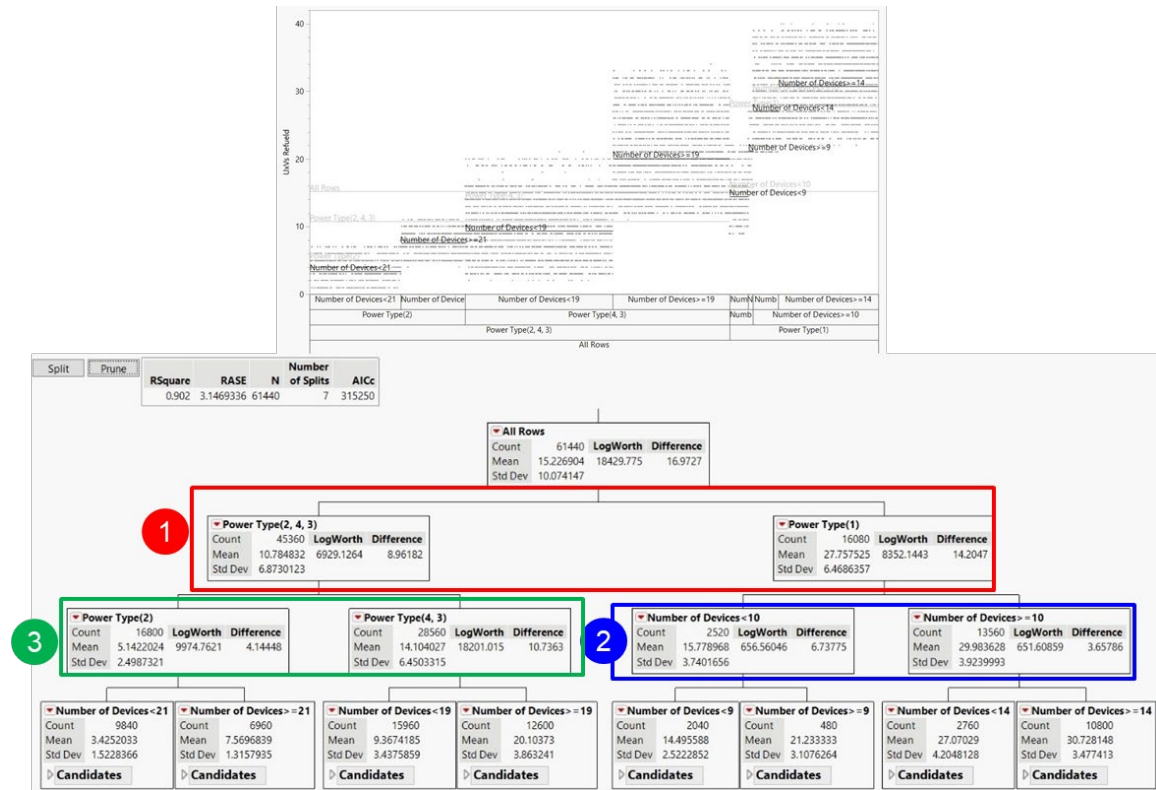 40
30
20
10
0
UxVs Refueld
Number of Devices>=14
Number of Devices<14
Number of Devices>=9
Number of Devices>=19
Number of Devices<10
Number of Devices<9
All Rows
Power Type(2, 4, 3)
Number of Devices<19
Number of Devices>=21
Number of Devices<21
Number of Devices<21 Number of Device Number of Devices<19 Number of Devices>=19 Num N Numb Number of Devices>=14
Power Type(2) Power Type(4, 3) Numb Number of Devices>=10
Power Type(2, 4, 3) Power Type(1)
All Rows
Split Prune
Number
RSquare RASE N of Splits AICc
0.902 3.1469336 61440 7 315250
All Rows
Count 61440 LogWorth Difference
Mean 15.226904 18429.775 16.9727
Std Dev 10.074147
1
Power Type(2, 4, 3) Power Type(1)
Count 45360 LogWorth Difference Count 16080 LogWorth Difference
Mean 10.784832 6929.1264 8.96182 Mean 27.757525 8352.1443 14.2047
Std Dev 6.8730123 Std Dev 6.4686357
3 2
Power Type(2) Power Type(4, 3) Number of Devices<10 Number of Devices>=10
Count 16800 LogWorth Difference Count 28560 LogWorth Difference Count 2520 LogWorth Difference Count 13560 LogWorth Difference
Mean 5.1422024 9974.7621 4.14448 Mean 14.104027 18201.015 10.7363 Mean 15.778968 656.56046 6.73775 Mean 29.983628 651.60859 3.65786
Std Dev 2.4987321 Std Dev 6.4503315 Std Dev 3.7401656 Std Dev 3.9239993
Number of Devices<21 Number of Devices>=21 Number of Devices<19 Number of Devices>=19 Number of Devices<9 Number of Devices>=9 Number of Devices<14 Number of Devices>=14
Count 9840 Count 6960 Count 15960 Count 12600 Count 2040 Count 480 Count 2760 Count 10800
Mean 3.4252033 Mean 7.5696839 Mean 9.3674185 Mean 20.10373 Mean 14.495588 Mean 21.233333 Mean 27.07029 Mean 30.728148
Std Dev 1.5228366 Std Dev 1.3157935 Std Dev 3.4375859 Std Dev 3.863241 Std Dev 2.5222852 Std Dev 3.1076264 Std Dev 4.2048128 Std Dev 3.477413
Candidates Candidates Candidates Candidates Candidates Candidates Candidates Candidates